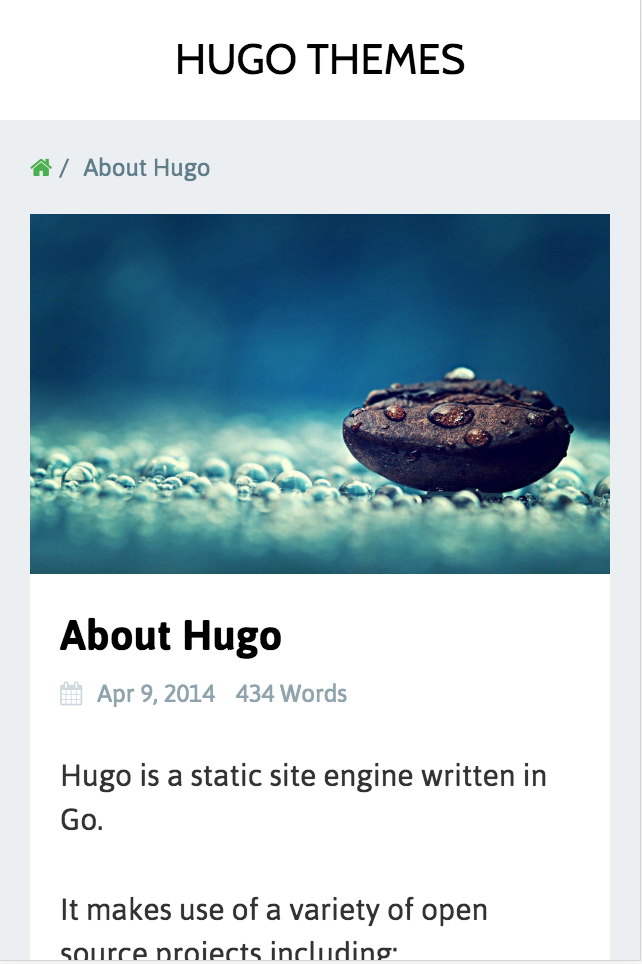 HUGO THEMES
/ About Hugo
About Hugo
Apr 9, 2014 434 Words
Hugo is a static site engine written in
Go.
It makes use of a variety of open
source projects including: